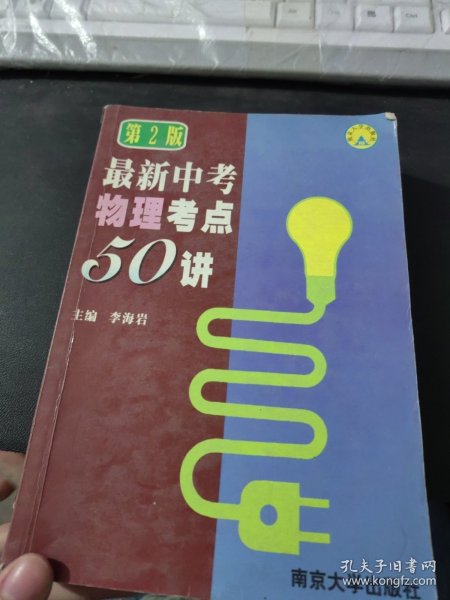 第2版
最新中考
物理考点
50讲
主编 李海岩
南京大学出版社
孔夫子旧书网
www.kongfz.com